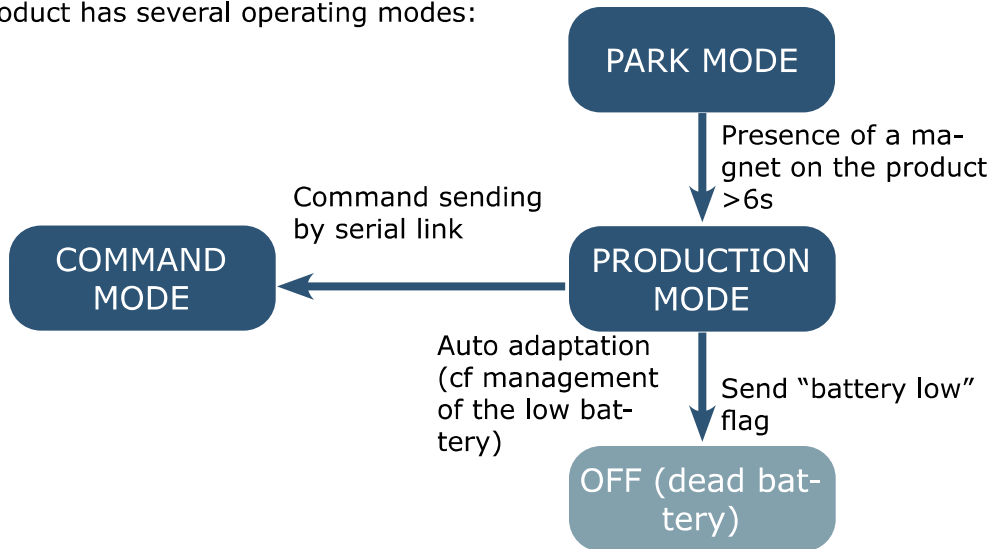 oduct has several operating modes:
PARK MODE
Presence of a ma-
gnet on the product
>6s
Command sending
by serial link
COMMAND
MODE
PRODUCTION
MODE
Auto adaptation
(cf management
of the low bat-
tery)
Send “battery low”
flag
OFF (dead bat-
tery)